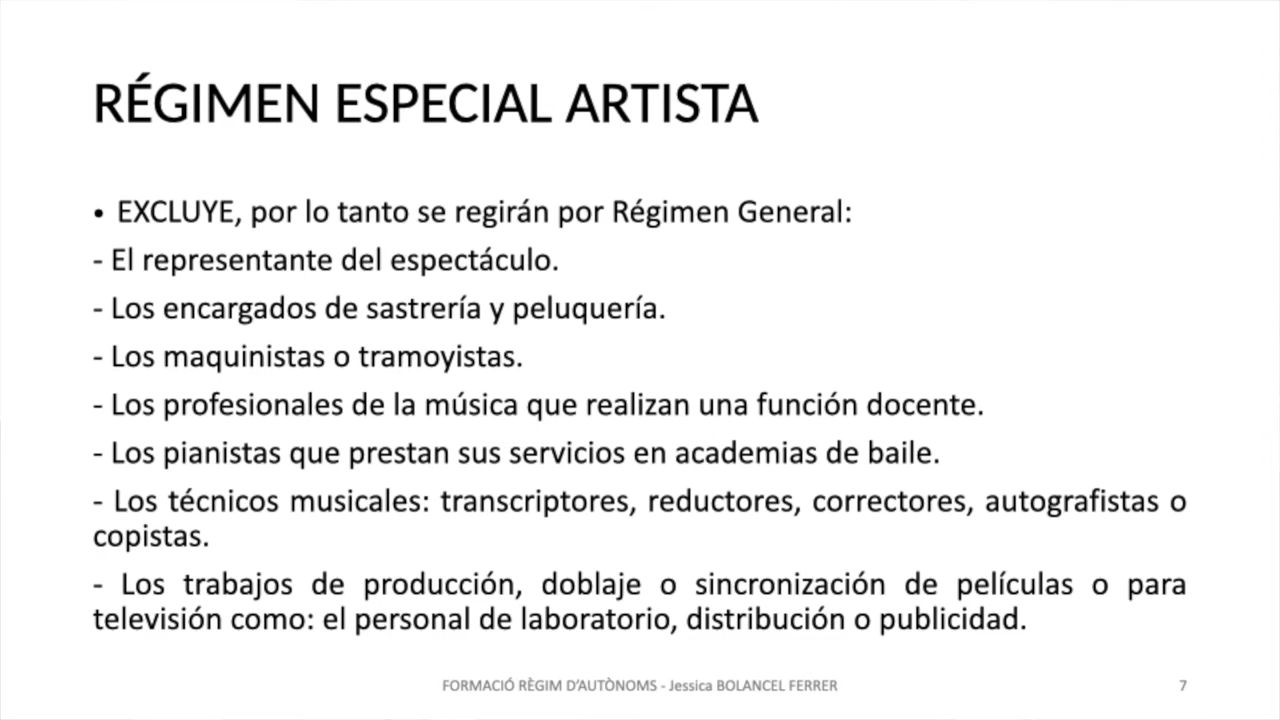 RÉGIMEN ESPECIAL ARTISTA
• EXCLUYE, por lo tanto se regirán por Régimen General:
- El representante del espectáculo.
- Los encargados de sastrería y peluquería.
- Los maquinistas o tramoyistas.
- Los profesionales de la música que realizan una función docente.
- Los pianistas que prestan sus servicios en academias de baile.
- Los técnicos musicales: transcriptores, reductores, correctores, autografistas o
copistas.
- Los trabajos de producción, doblaje o sincronización de películas o para
televisión como: el personal de laboratorio, distribución o publicidad.
FORMACIÓ RÈGIM D'AUTÒNOMS - Jessica BOLANCEL FERRER
7